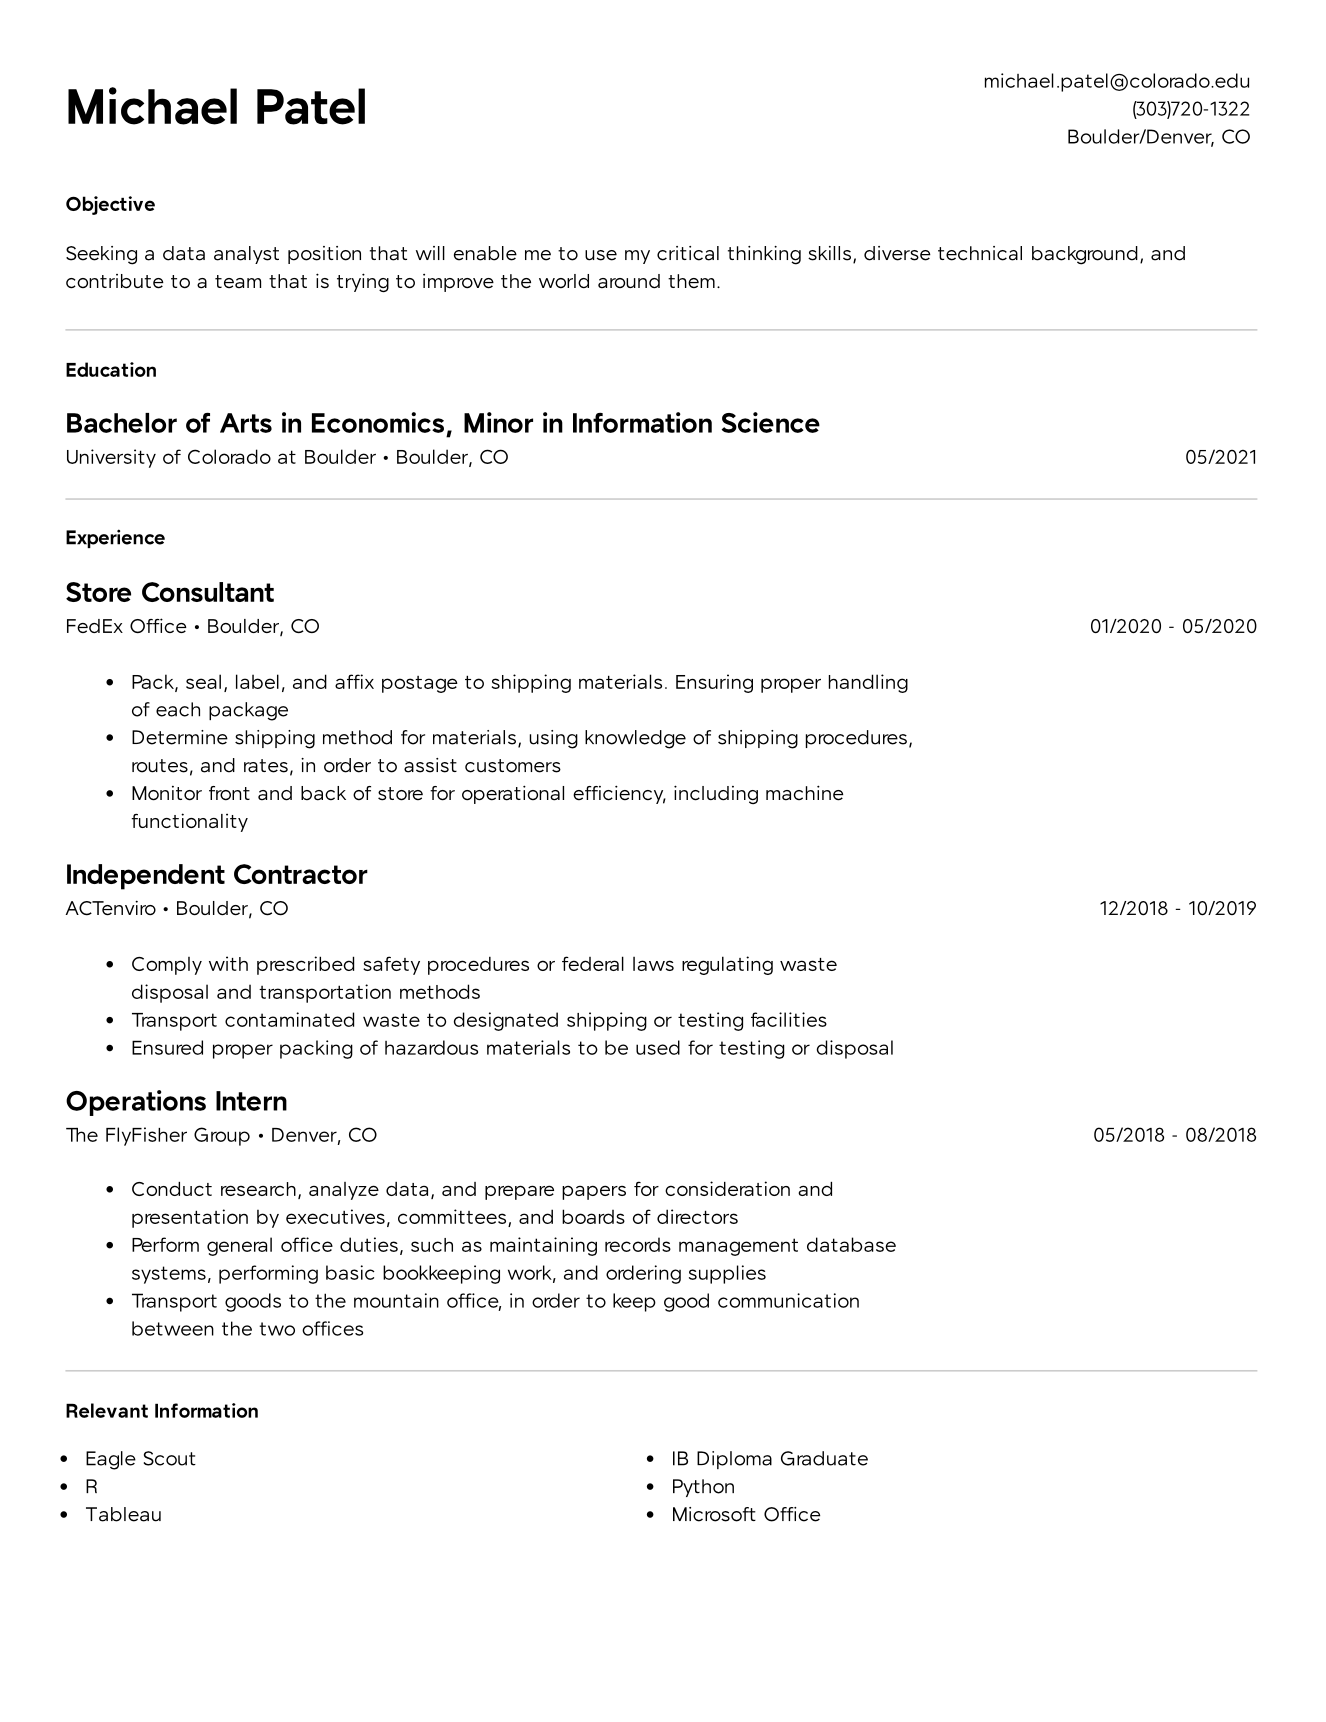 Michael Patel
michael.patel@colorado.edu
(303)720-1322
Boulder/Denver, CO
Objective
Seeking a data analyst position that will enable me to use my critical thinking skills, diverse technical background, and
contribute to a team that is trying to improve the world around them.
Education
Bachelor of Arts in Economics, Minor in Information Science
University of Colorado at Boulder • Boulder, CO 05/2021
Experience
Store Consultant
FedEx Office • Boulder, CO 01/2020 - 05/2020
• Pack, seal, label, and affix postage to shipping materials. Ensuring proper handling
of each package
• Determine shipping method for materials, using knowledge of shipping procedures,
routes, and rates, in order to assist customers
• Monitor front and back of store for operational efficiency, including machine
functionality
Independent Contractor
ACTenviro • Boulder, CO 12/2018 - 10/2019
• Comply with prescribed safety procedures or federal laws regulating waste
disposal and transportation methods
• Transport contaminated waste to designated shipping or testing facilities
• Ensured proper packing of hazardous materials to be used for testing or disposal
Operations Intern
The FlyFisher Group • Denver, CO 05/2018 - 08/2018
• Conduct research, analyze data, and prepare papers for consideration and
presentation by executives, committees, and boards of directors
• Perform general office duties, such as maintaining records management database
systems, performing basic bookkeeping work, and ordering supplies
• Transport goods to the mountain office, in order to keep good communication
between the two offices
Relevant Information
• Eagle Scout
• R
• Tableau
• IB Diploma Graduate
• Python
• Microsoft Office